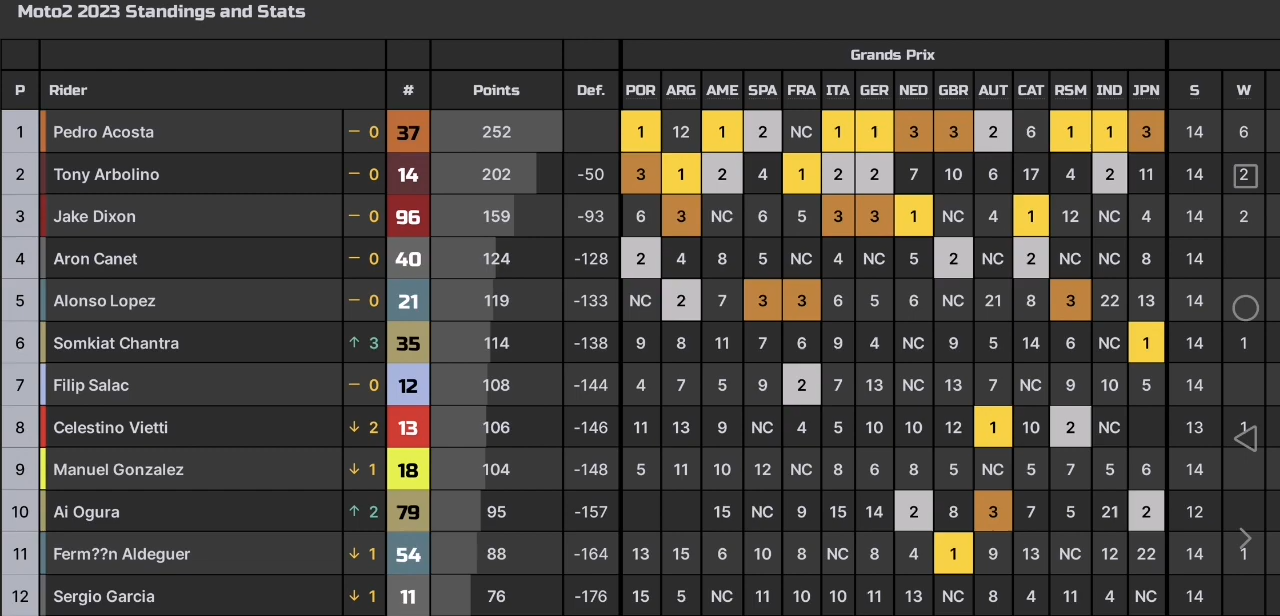 Moto2 2023 Standings and Stats
Grands Prix
P Rider # Points Def. POR ARG AME SPA FRA ITA GER NED GBR AUT CAT RSM IND JPN S W
1 Pedro Acosta — 0 37 252 1 12 1 2 NC 1 1 3 3 2 6 1 1 3 14 6
2 Tony Arbolino — 0 14 202 -50 3 1 2 4 1 2 2 7 10 6 17 4 2 11 14 2
3 Jake Dixon — 0 96 159 -93 6 3 NC 6 5 3 3 1 NC 4 1 12 NC 4 14 2
4 Aron Canet — 0 40 124 -128 2 4 8 5 NC 4 NC 5 2 NC 2 NC NC 8 14
5 Alonso Lopez — 0 21 119 -133 NC 2 7 3 3 6 5 6 NC 21 8 3 22 13 14
6 Somkiat Chantra ↑ 3 35 114 -138 9 8 11 7 6 9 4 NC 9 5 14 6 NC 1 14 1
7 Filip Salac — 0 12 108 -144 4 7 5 9 2 7 13 NC 13 7 NC 9 10 5 14
8 Celestino Vietti ↓ 2 13 106 -146 11 13 9 NC 4 5 10 10 12 1 10 2 NC 13 1
9 Manuel Gonzalez ↓ 1 18 104 -148 5 11 10 12 NC 8 6 8 5 NC 5 7 5 6 14
10 Ai Ogura ↑ 2 79 95 -157 15 NC 9 15 14 2 8 3 7 5 21 2 12
11 Ferm??n Aldeguer ↓ 1 54 88 -164 13 15 6 10 8 NC 8 4 1 9 13 NC 12 22 14 1
12 Sergio Garcia ↓ 1 11 76 -176 15 5 NC 11 10 10 11 13 NC 8 4 11 4 NC 14